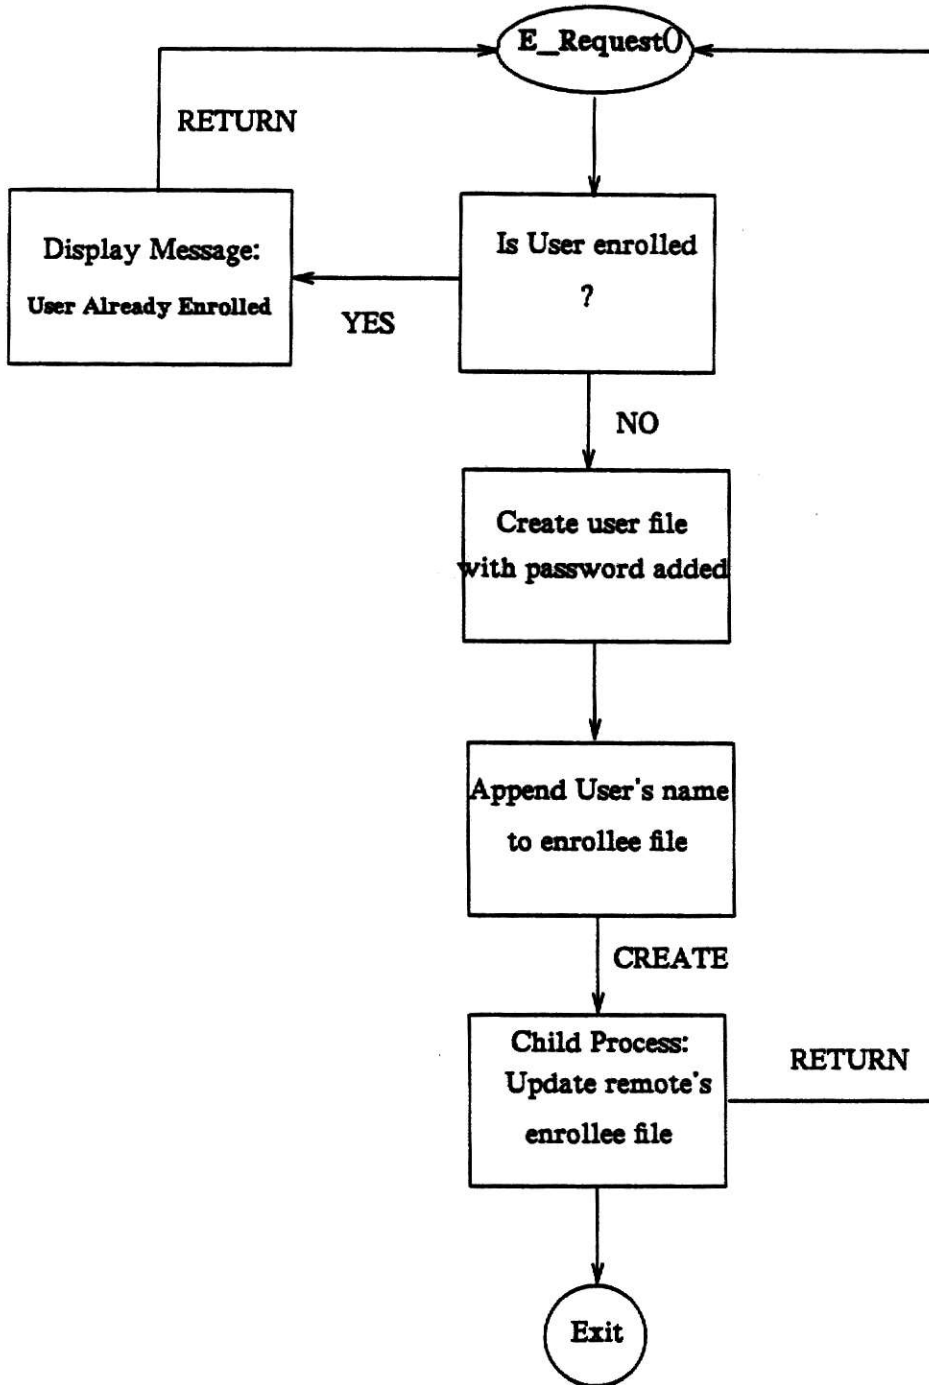 E_Request()
RETURN
Display Message:
User Already Enrolled
Is User enrolled
?
YES
NO
Create user file
with password added
Append User's name
to enrollee file
CREATE
Child Process:
Update remote's
enrollee file
RETURN
Exit